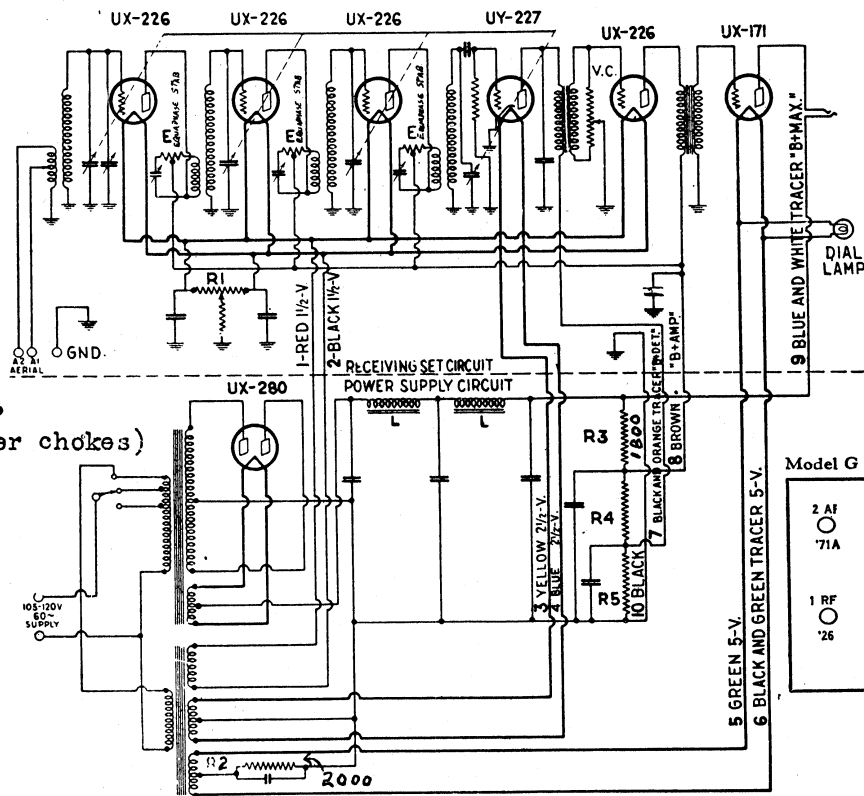 UX-226
UX-226
UX-226
UY-227
UX-226
UX-171
V.C.
E
EQUAPHASE STAB
E
EQUAPHASE STAB
E
EQUAPHASE STAB
R1
A2 A1
AERIAL
GND.
1-RED 1½-V
2-BLACK 1½-V
DIAL
LAMP
9 BLUE AND WHITE TRACER "B+MAX."
RECEIVING SET CIRCUIT
POWER SUPPLY CIRCUIT
UX-280
er chokes)
L
L
R3
1800
R4
R5
3 YELLOW 2½-V.
4 BLUE 2½-V.
10 BLACK
7 BLACK AND ORANGE TRACER "B+DET."
8 BROWN "B+AMP"
5 GREEN 5-V.
6 BLACK AND GREEN TRACER 5-V.
105-120V
60~
SUPPLY
R2
2000
Model G
2 AF
'71A
1 RF
'26